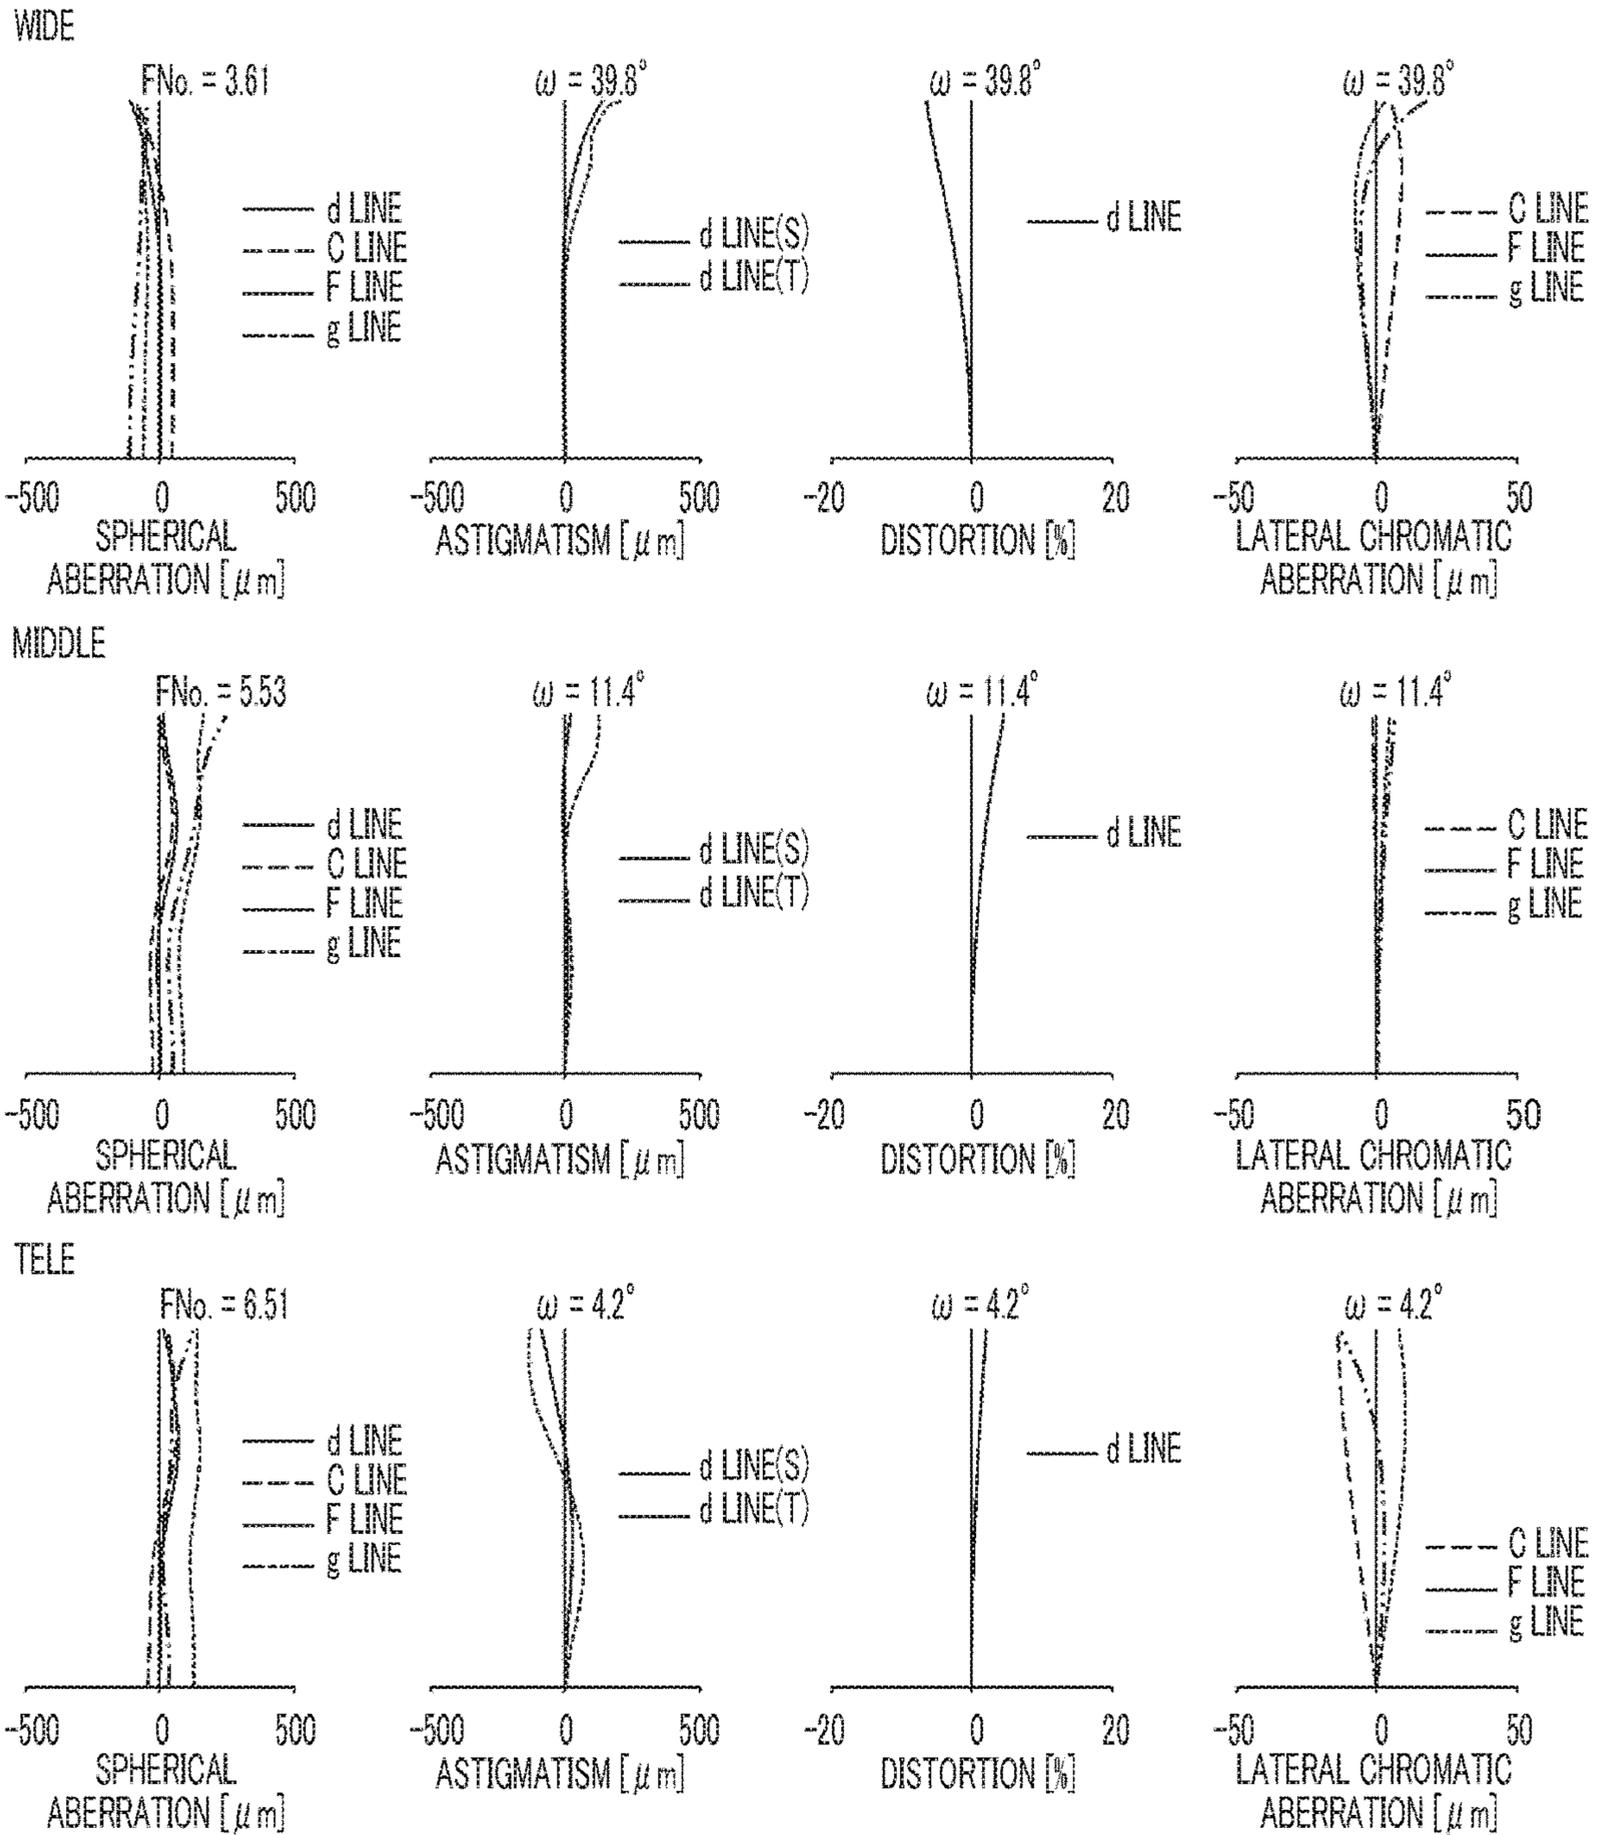 WIDE
FNo. = 3.61
d LINE
C LINE
F LINE
g LINE
-500 0 500
SPHERICAL
ABERRATION [μm]
ω = 39.8°
d LINE(S)
d LINE(T)
-500 0 500
ASTIGMATISM [μm]
ω = 39.8°
d LINE
-20 0 20
DISTORTION [%]
ω = 39.8°
C LINE
F LINE
g LINE
-50 0 50
LATERAL CHROMATIC
ABERRATION [μm]
MIDDLE
FNo. = 5.53
d LINE
C LINE
F LINE
g LINE
-500 0 500
SPHERICAL
ABERRATION [μm]
ω = 11.4°
d LINE(S)
d LINE(T)
-500 0 500
ASTIGMATISM [μm]
ω = 11.4°
d LINE
-20 0 20
DISTORTION [%]
ω = 11.4°
C LINE
F LINE
g LINE
-50 0 50
LATERAL CHROMATIC
ABERRATION [μm]
TELE
FNo. = 6.51
d LINE
C LINE
F LINE
g LINE
-500 0 500
SPHERICAL
ABERRATION [μm]
ω = 4.2°
d LINE(S)
d LINE(T)
-500 0 500
ASTIGMATISM [μm]
ω = 4.2°
d LINE
-20 0 20
DISTORTION [%]
ω = 4.2°
C LINE
F LINE
g LINE
-50 0 50
LATERAL CHROMATIC
ABERRATION [μm]